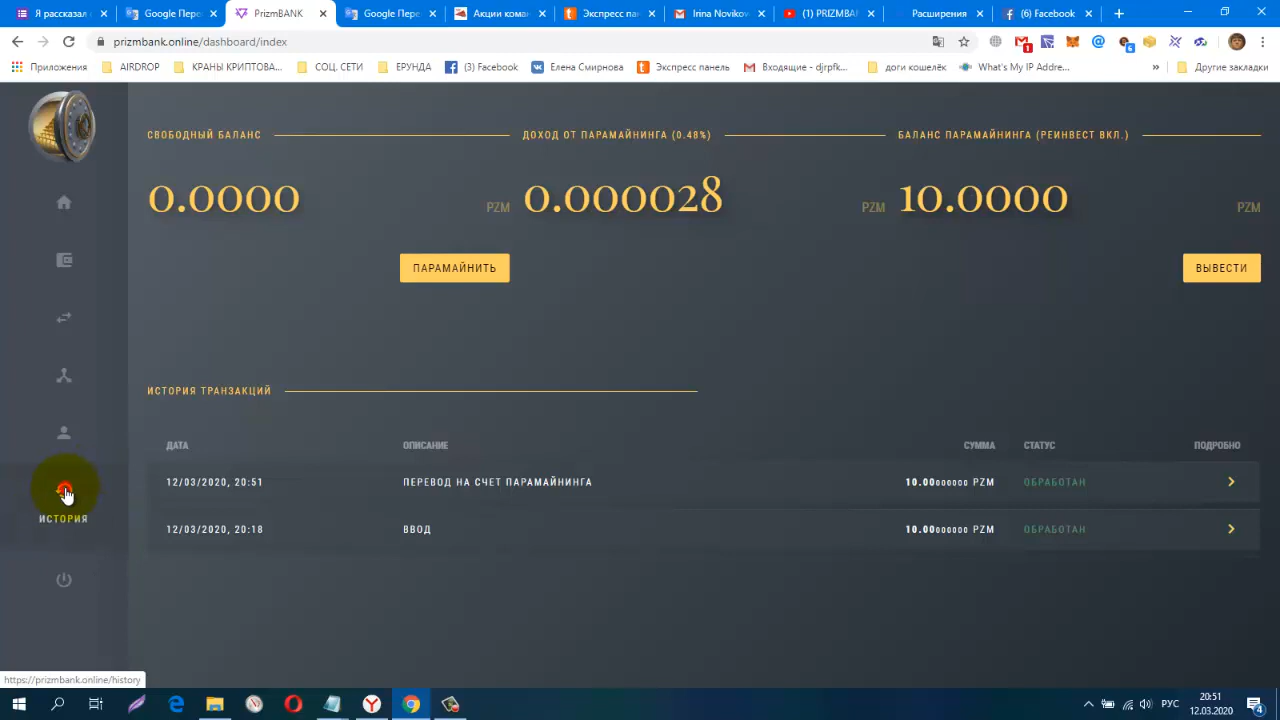 Я рассказал
Google Перс
PrizmBANK
Google Перс
Акции кома
Экспресс па
Irina Novikov
(1) PRIZMBA
Расширения
(6) Facebook
prizmbank.online/dashboard/index
Приложения
AIRDROP
КРАНЫ КРИПТОВА...
СОЦ. СЕТИ
ЕРУНДА
(3) Facebook
Елена Смирнова
Экспресс панель
Входящие - djrpfk...
доги кошелёк
What's My IP Addre...
»
Другие закладки
СВОБОДНЫЙ БАЛАНС
ДОХОД ОТ ПАРАМАЙНИНГА (0.48%)
БАЛАНС ПАРАМАЙНИНГА (РЕИНВЕСТ ВКЛ.)
0.0000 PZM
0.000028 PZM
10.0000 PZM
ПАРАМАЙНИТЬ
ВЫВЕСТИ
ИСТОРИЯ ТРАНЗАКЦИЙ
ДАТА ОПИСАНИЕ СУММА СТАТУС ПОДРОБНО
12/03/2020, 20:51 ПЕРЕВОД НА СЧЕТ ПАРАМАЙНИНГА 10.00000000 PZM ОБРАБОТАН
12/03/2020, 20:18 ВВОД 10.00000000 PZM ОБРАБОТАН
ИСТОРИЯ
https://prizmbank.online/history
РУС
20:51
12.03.2020